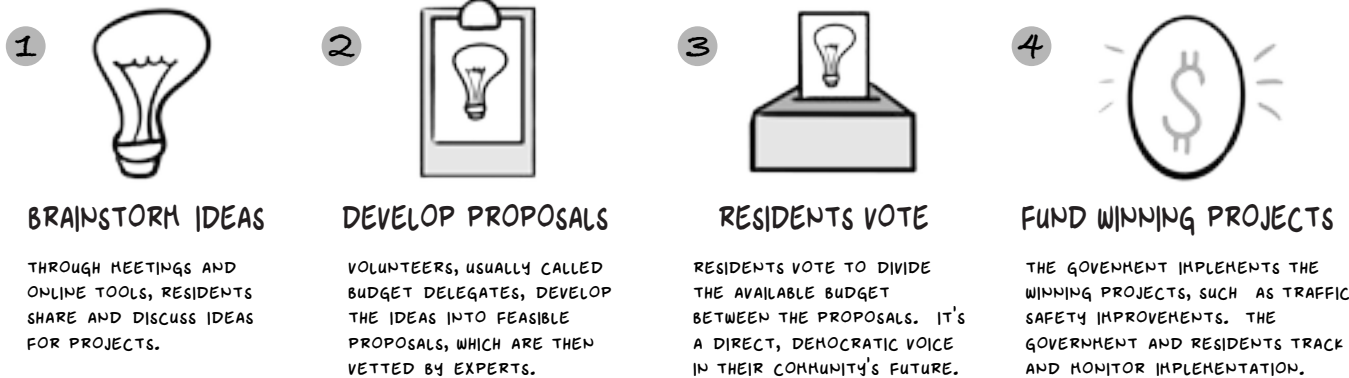 1
BRAINSTORM IDEAS
THROUGH MEETINGS AND
ONLINE TOOLS, RESIDENTS
SHARE AND DISCUSS IDEAS
FOR PROJECTS.
2
DEVELOP PROPOSALS
VOLUNTEERS, USUALLY CALLED
BUDGET DELEGATES, DEVELOP
THE IDEAS INTO FEASIBLE
PROPOSALS, WHICH ARE THEN
VETTED BY EXPERTS.
3
RESIDENTS VOTE
RESIDENTS VOTE TO DIVIDE
THE AVAILABLE BUDGET
BETWEEN THE PROPOSALS. IT'S
A DIRECT, DEMOCRATIC VOICE
IN THEIR COMMUNITY'S FUTURE.
4
$
FUND WINNING PROJECTS
THE GOVENMENT IMPLEMENTS THE
WINNING PROJECTS, SUCH AS TRAFFIC
SAFETY IMPROVEMENTS. THE
GOVERNMENT AND RESIDENTS TRACK
AND MONITOR IMPLEMENTATION.